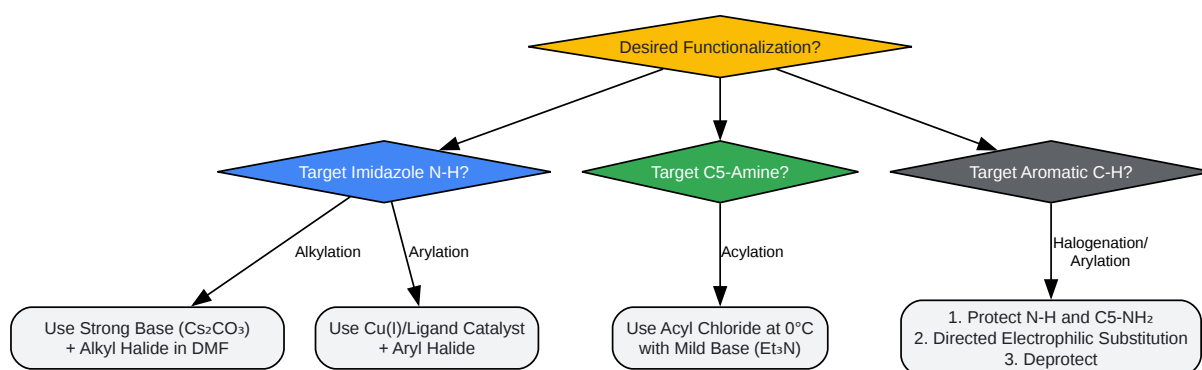 Desired Functionalization?
Target Imidazole N-H?
Target C5-Amine?
Target Aromatic C-H?
Alkylation
Arylation
Acylation
Halogenation/
Arylation
Use Strong Base (Cs₂CO₃)
+ Alkyl Halide in DMF
Use Cu(I)/Ligand Catalyst
+ Aryl Halide
Use Acyl Chloride at 0°C
with Mild Base (Et₃N)
1. Protect N-H and C5-NH₂
2. Directed Electrophilic Substitution
3. Deprotect